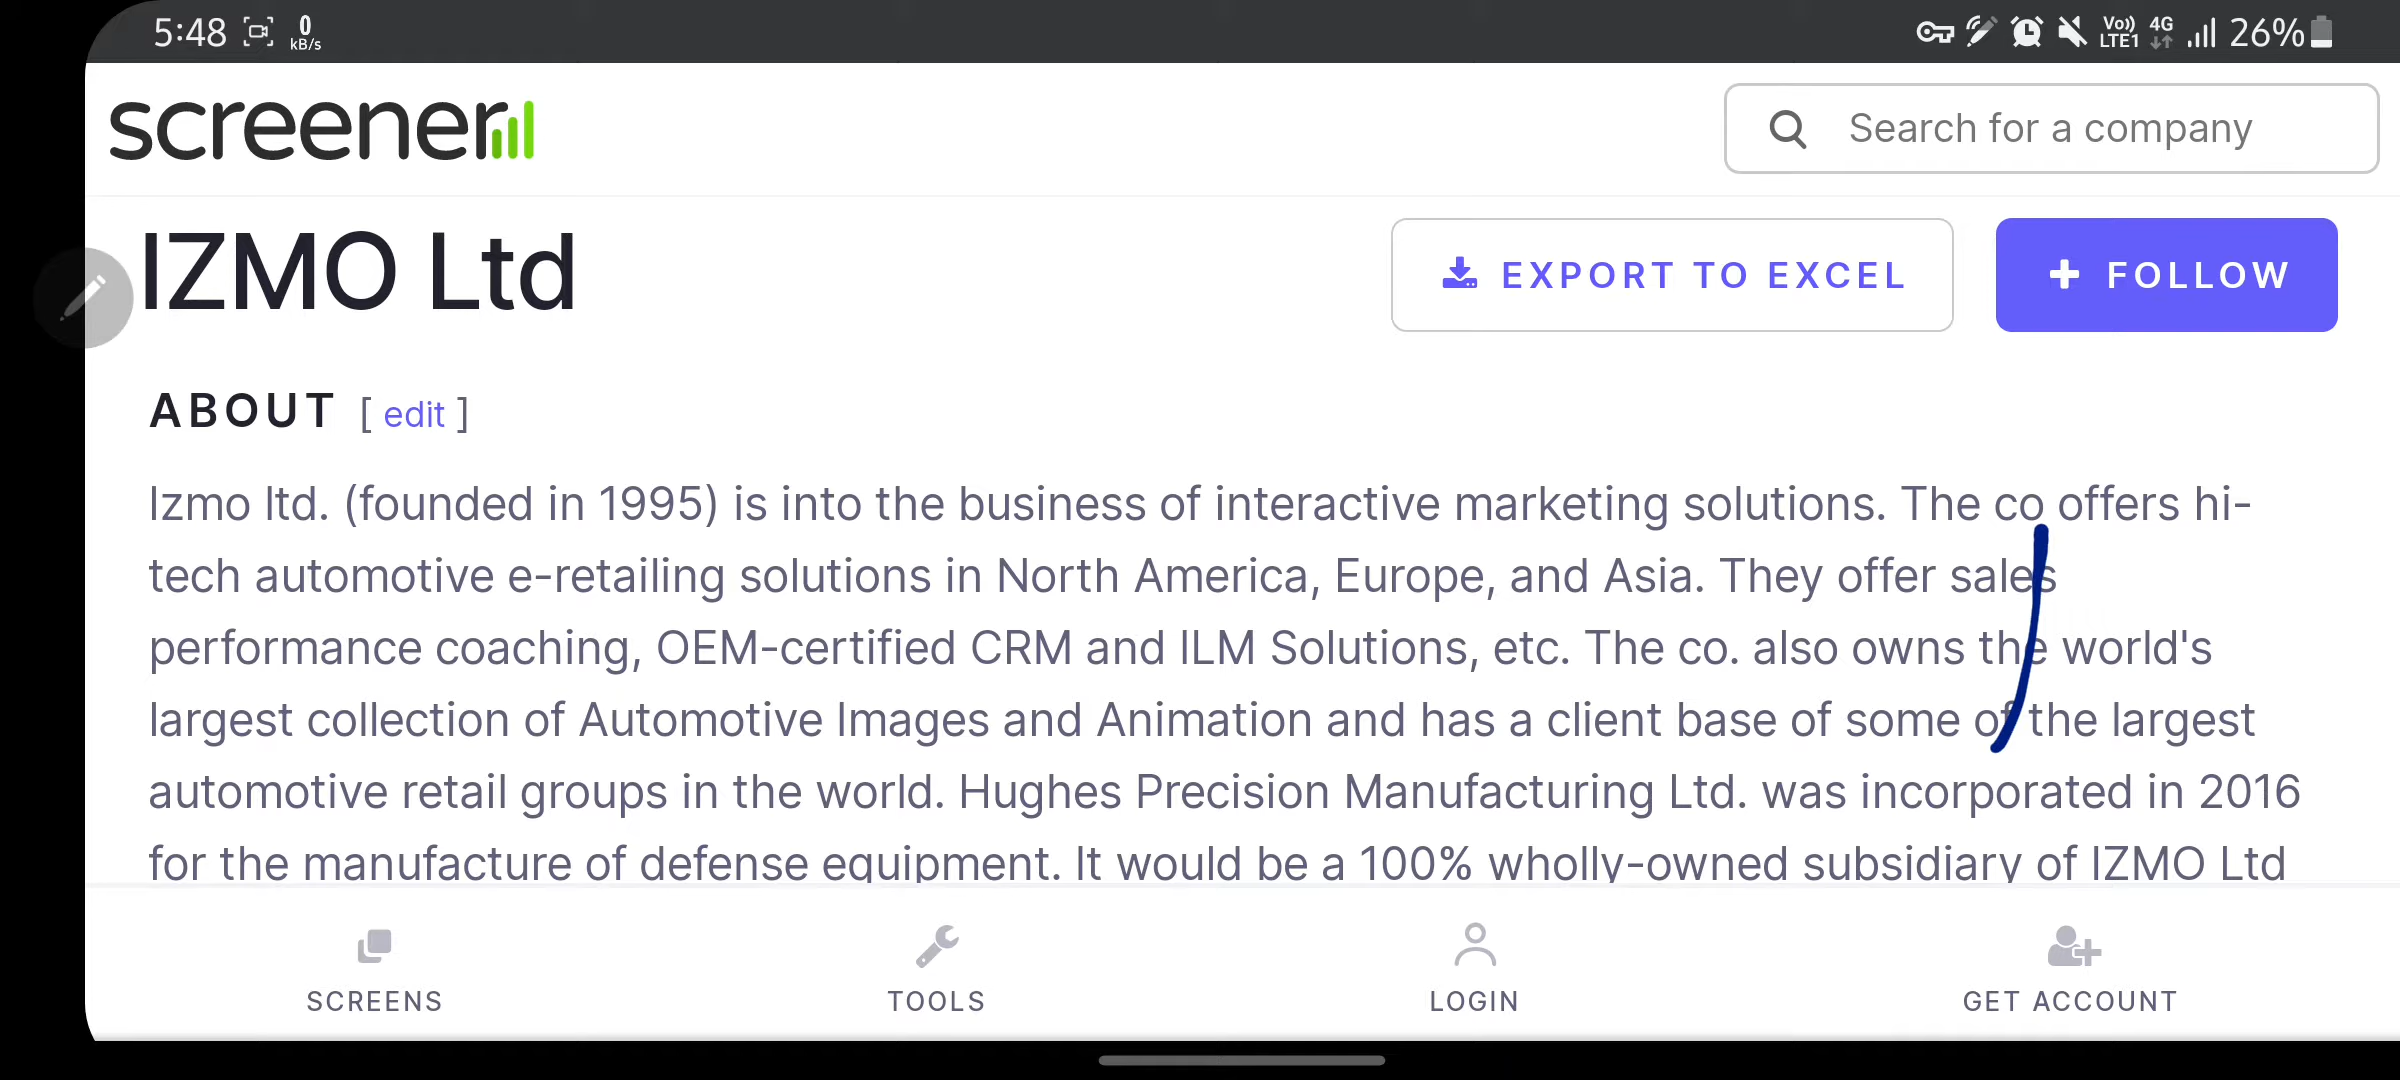 5:48 0 kB/s Vo)) LTE1 4G 26%
screener
Search for a company
IZMO Ltd
EXPORT TO EXCEL
FOLLOW
ABOUT [ edit ]
Izmo ltd. (founded in 1995) is into the business of interactive marketing solutions. The co offers hi-
tech automotive e-retailing solutions in North America, Europe, and Asia. They offer sales
performance coaching, OEM-certified CRM and ILM Solutions, etc. The co. also owns the world's
largest collection of Automotive Images and Animation and has a client base of some of the largest
automotive retail groups in the world. Hughes Precision Manufacturing Ltd. was incorporated in 2016
for the manufacture of defense equipment. It would be a 100% wholly-owned subsidiary of IZMO Ltd
SCREENS
TOOLS
LOGIN
GET ACCOUNT